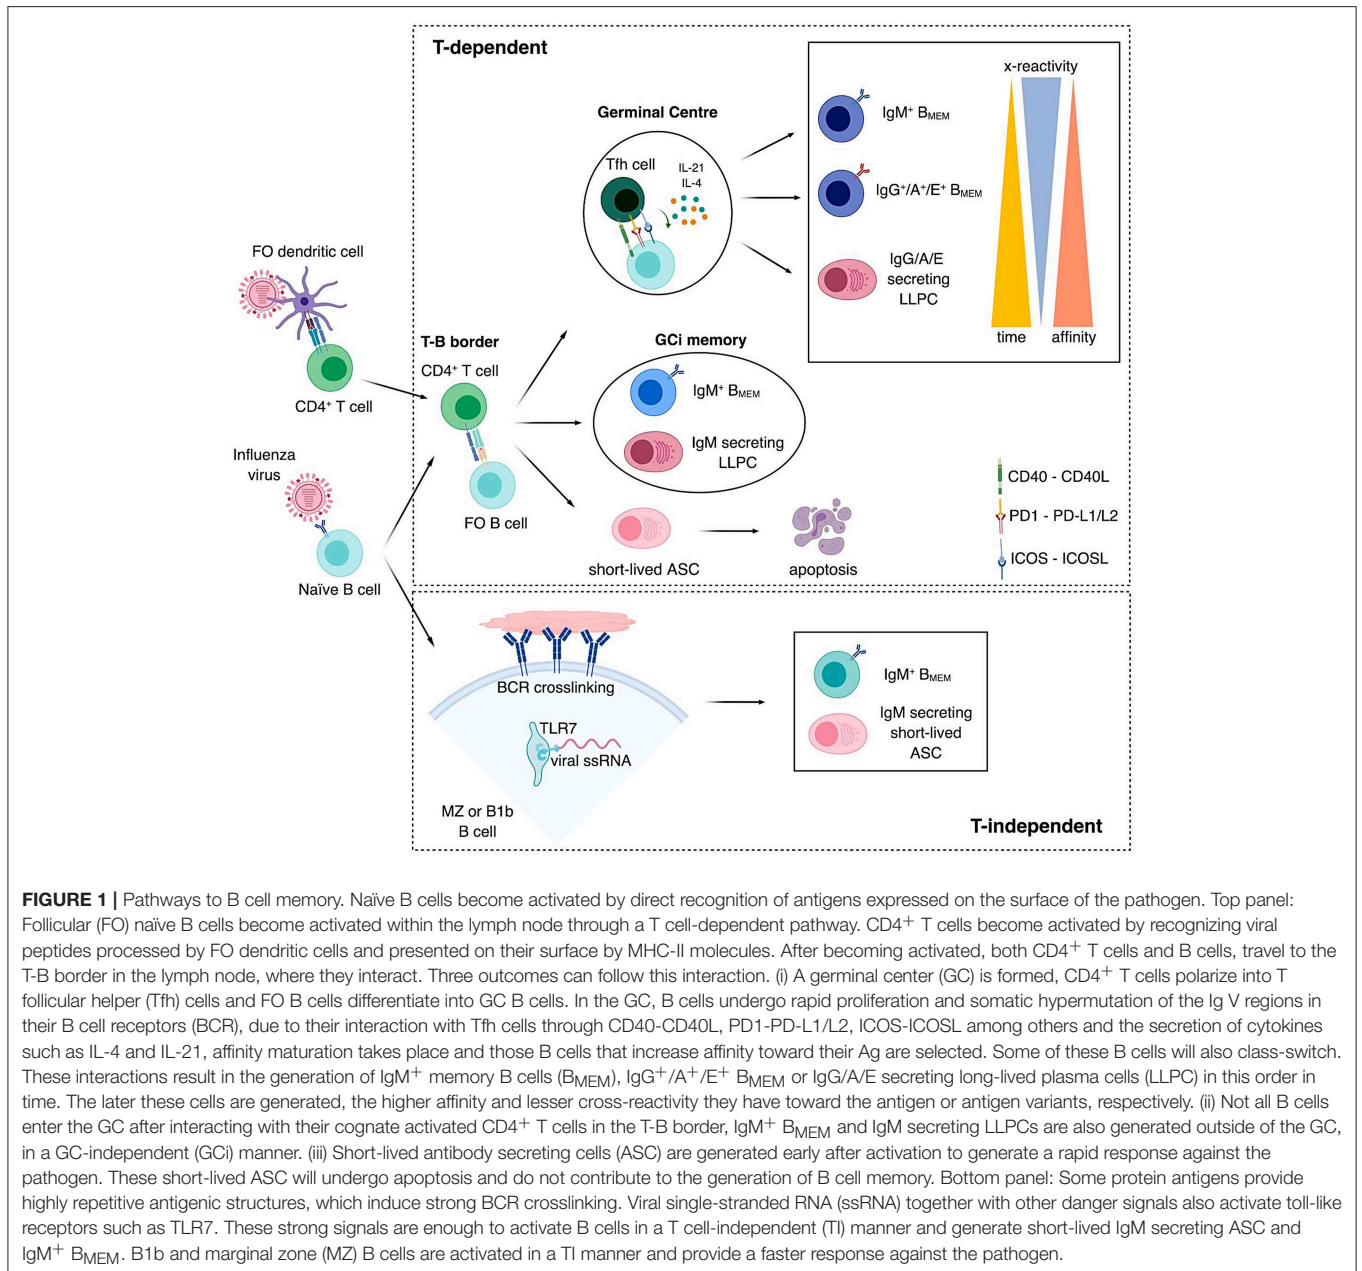 T-dependent
x-reactivity
IgM⁺ B_MEM
Germinal Centre
Tfh cell
IL-21
IL-4
IgG⁺/A⁺/E⁺ B_MEM
FO dendritic cell
IgG/A/E
secreting
LLPC
time
affinity
T-B border
GCi memory
CD4⁺ T cell
CD4⁺ T cell
IgM⁺ B_MEM
IgM secreting
LLPC
Influenza
virus
CD40 - CD40L
FO B cell
PD1 - PD-L1/L2
ICOS - ICOSL
short-lived ASC
apoptosis
Naïve B cell
BCR crosslinking
IgM⁺ B_MEM
TLR7
viral ssRNA
IgM secreting
short-lived
ASC
MZ or B1b
B cell
T-independent
FIGURE 1 | Pathways to B cell memory. Naïve B cells become activated by direct recognition of antigens expressed on the surface of the pathogen. Top panel:
Follicular (FO) naïve B cells become activated within the lymph node through a T cell-dependent pathway. CD4⁺ T cells become activated by recognizing viral
peptides processed by FO dendritic cells and presented on their surface by MHC-II molecules. After becoming activated, both CD4⁺ T cells and B cells, travel to the
T-B border in the lymph node, where they interact. Three outcomes can follow this interaction. (i) A germinal center (GC) is formed, CD4⁺ T cells polarize into T
follicular helper (Tfh) cells and FO B cells differentiate into GC B cells. In the GC, B cells undergo rapid proliferation and somatic hypermutation of the Ig V regions in
their B cell receptors (BCR), due to their interaction with Tfh cells through CD40-CD40L, PD1-PD-L1/L2, ICOS-ICOSL among others and the secretion of cytokines
such as IL-4 and IL-21, affinity maturation takes place and those B cells that increase affinity toward their Ag are selected. Some of these B cells will also class-switch.
These interactions result in the generation of IgM⁺ memory B cells (B_MEM), IgG⁺/A⁺/E⁺ B_MEM or IgG/A/E secreting long-lived plasma cells (LLPC) in this order in
time. The later these cells are generated, the higher affinity and lesser cross-reactivity they have toward the antigen or antigen variants, respectively. (ii) Not all B cells
enter the GC after interacting with their cognate activated CD4⁺ T cells in the T-B border, IgM⁺ B_MEM and IgM secreting LLPCs are also generated outside of the GC,
in a GC-independent (GCi) manner. (iii) Short-lived antibody secreting cells (ASC) are generated early after activation to generate a rapid response against the
pathogen. These short-lived ASC will undergo apoptosis and do not contribute to the generation of B cell memory. Bottom panel: Some protein antigens provide
highly repetitive antigenic structures, which induce strong BCR crosslinking. Viral single-stranded RNA (ssRNA) together with other danger signals also activate toll-like
receptors such as TLR7. These strong signals are enough to activate B cells in a T cell-independent (TI) manner and generate short-lived IgM secreting ASC and
IgM⁺ B_MEM. B1b and marginal zone (MZ) B cells are activated in a TI manner and provide a faster response against the pathogen.